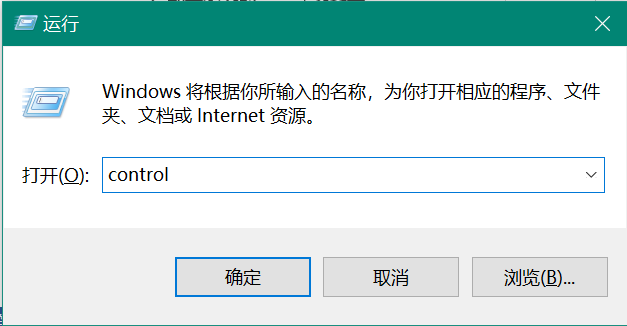 运行
Windows 将根据你所输入的名称，为你打开相应的程序、文件
夹、文档或 Internet 资源。
打开(O):
control
确定
取消
浏览(B)...